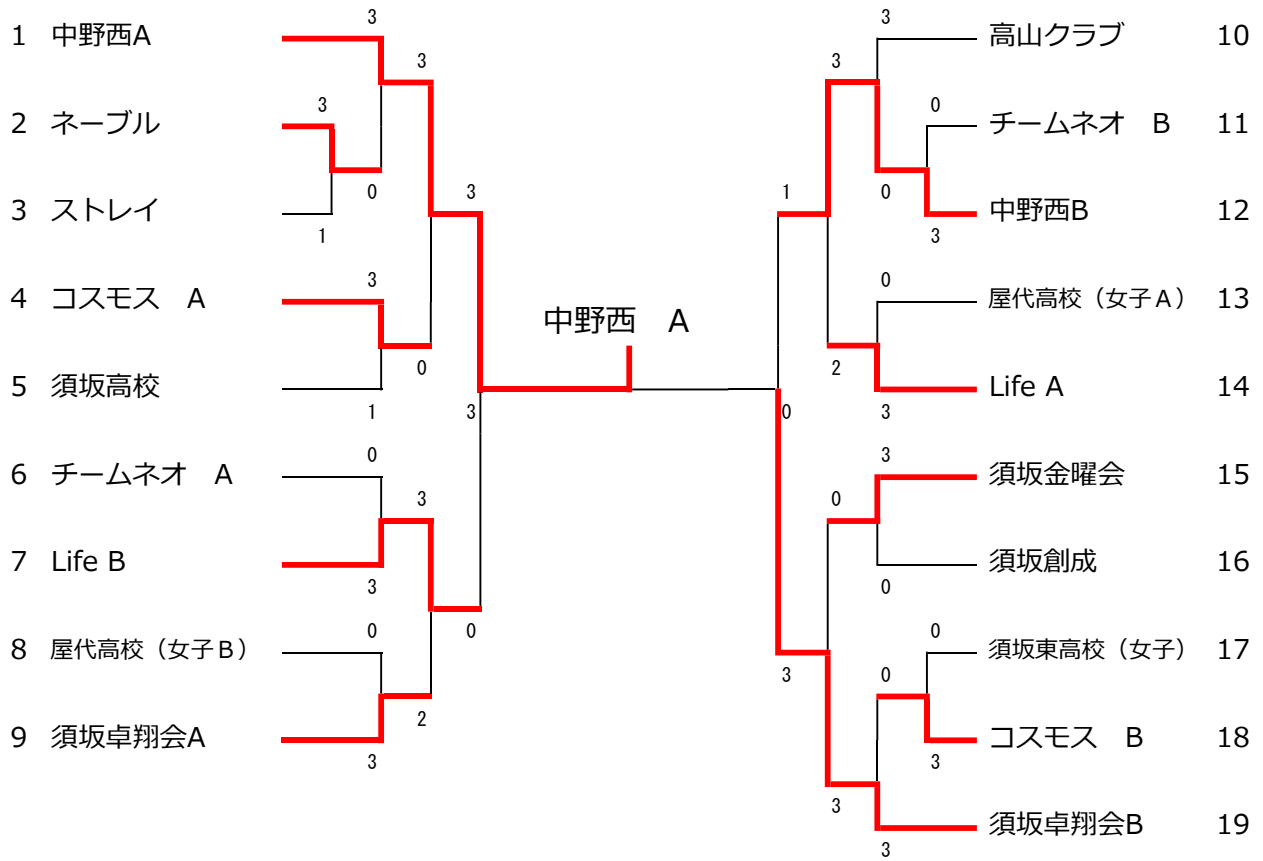 3
1 中野西A
3
2 ネーブル
3
0
3 ストレイ
1
3
4 コスモス A
3
0
5 須坂高校
1
3
6 チームネオ A
0
3
7 Life B
3
0
8 屋代高校（女子B）
0
2
9 須坂卓翔会A
3
中野西 A
3
高山クラブ 10
3
0
チームネオ B 11
0
1
中野西B 12
3
0
屋代高校（女子A） 13
2
Life A 14
3
0
3
須坂金曜会 15
0
須坂創成 16
0
0
須坂東高校（女子） 17
3
0
コスモス B 18
3
3
須坂卓翔会B 19
3